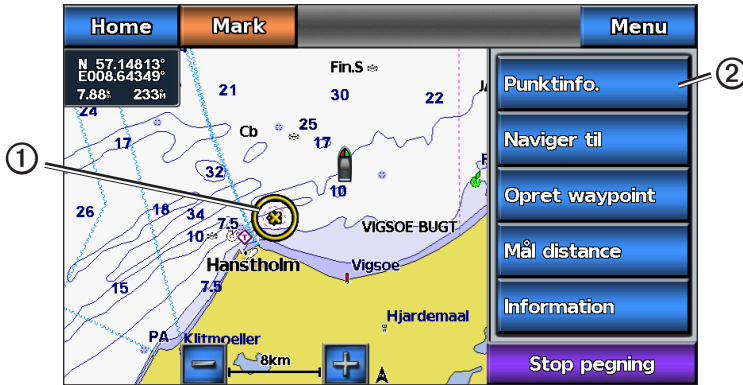 Home
Mark
Menu
N 57.14813°
E008.64349°
7.88
233
Fin.S
21
30
22
24
Cb
25
17
17
32
10
26
18
34
7.5
10
VIGSOE BUGT
Hanstholm
Vigsoe
15
7.5
Hjardemaal
PA
Klitmoeller
8km
Punktinfo.
Naviger til
Opret waypoint
Mål distance
Information
Stop pegning
①
②